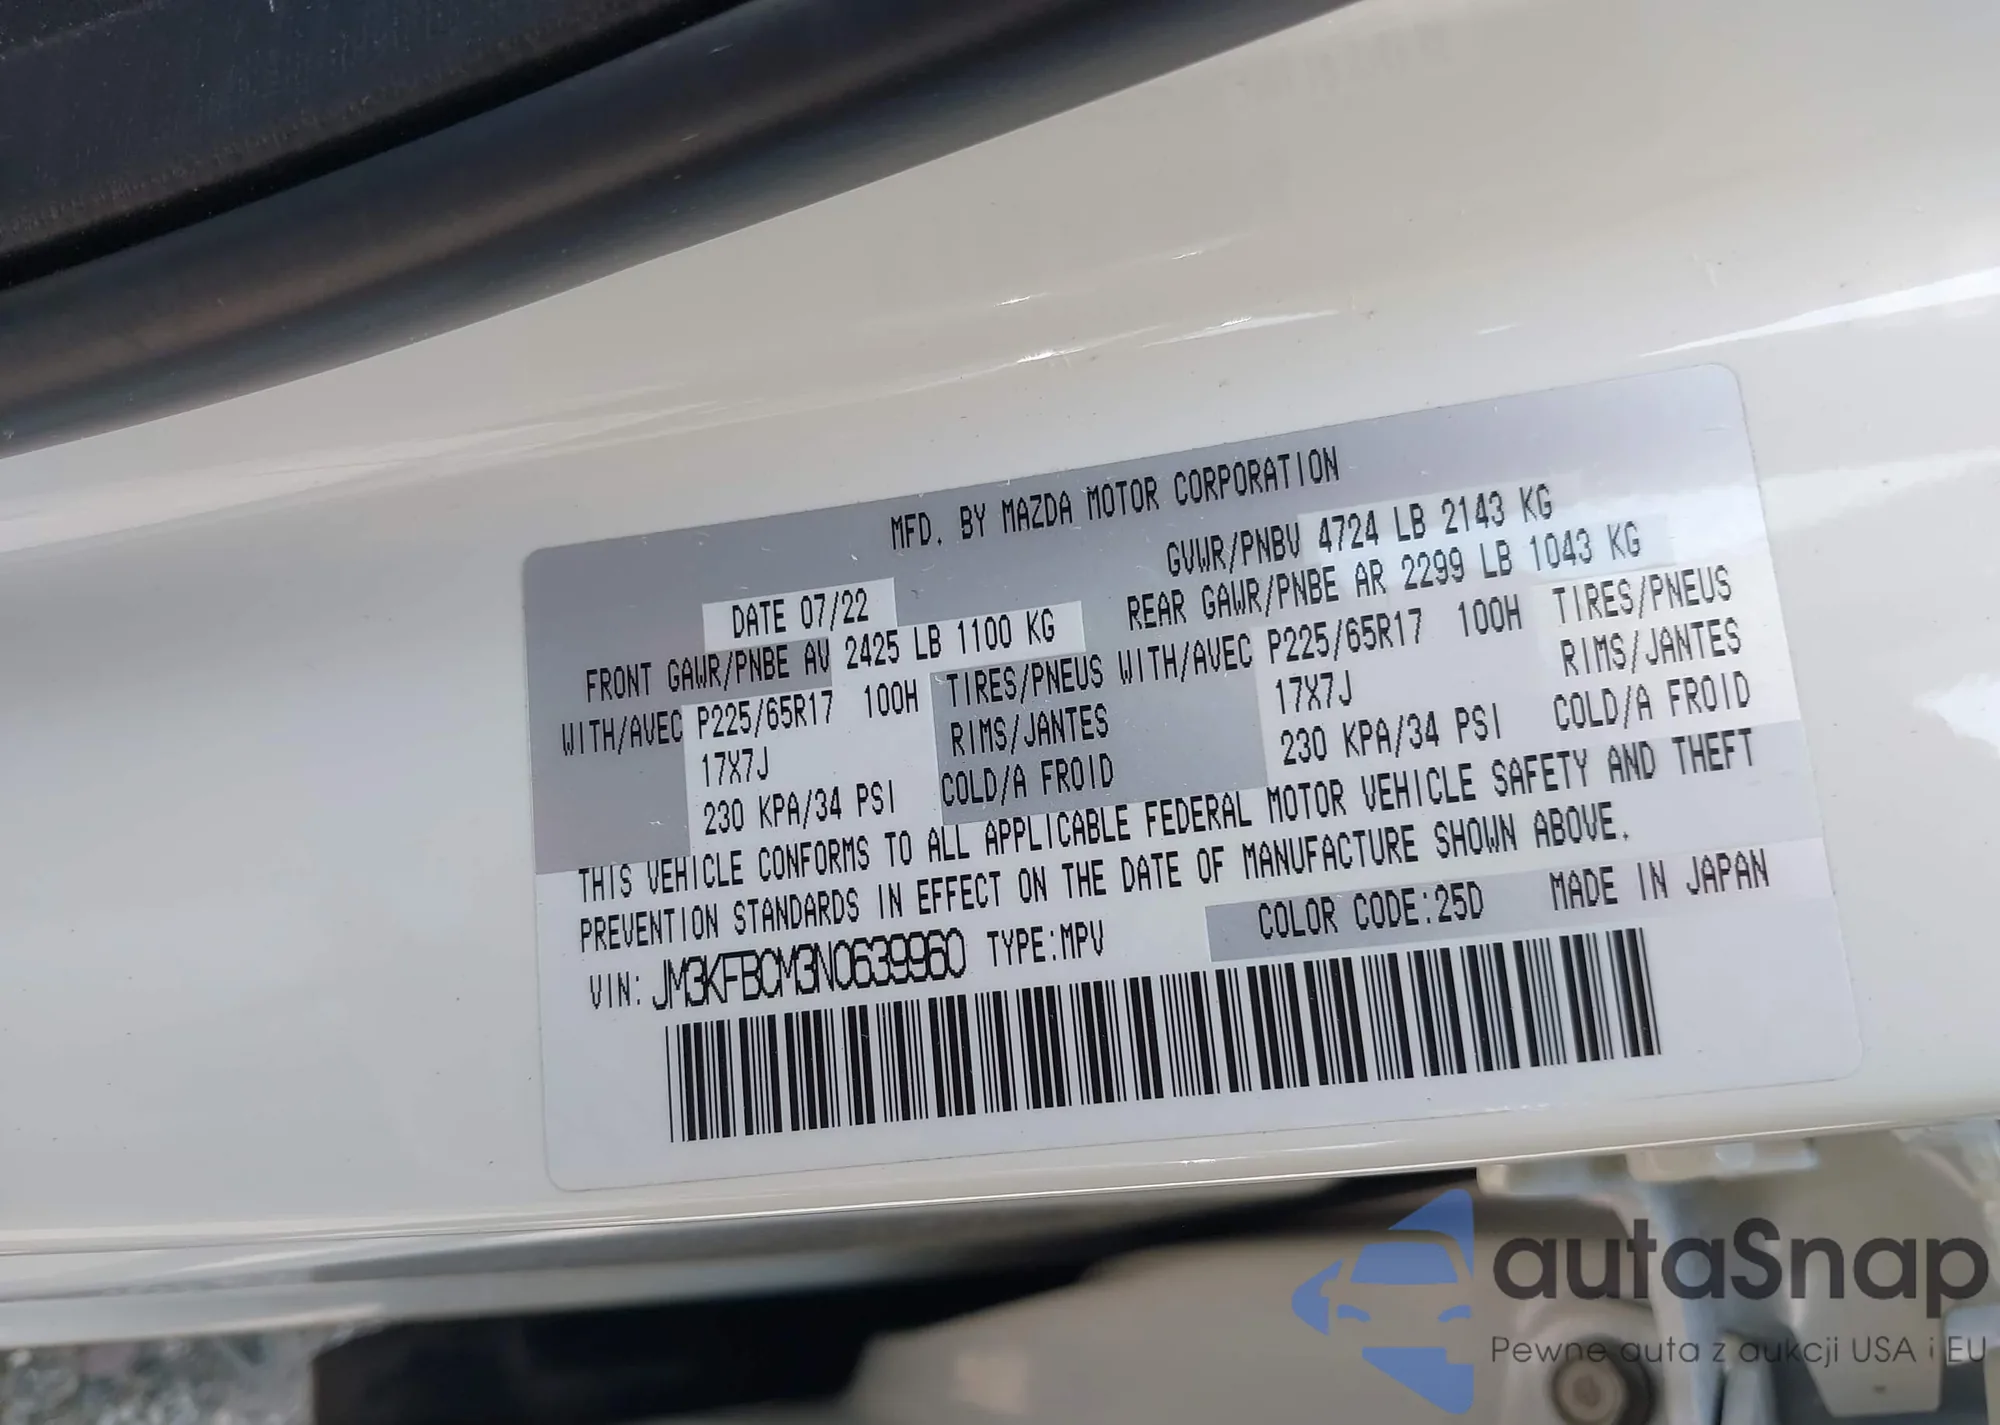 MFD. BY MAZDA MOTOR CORPORATION
DATE 07/22 GVWR/PNBV 4724 LB 2143 KG
FRONT GAWR/PNBE AV 2425 LB 1100 KG REAR GAWR/PNBE AR 2299 LB 1043 KG
WITH/AVEC P225/65R17 100H TIRES/PNEUS WITH/AVEC P225/65R17 100H TIRES/PNEUS
17X7J RIMS/JANTES 17X7J RIMS/JANTES
230 KPA/34 PSI COLD/A FROID 230 KPA/34 PSI COLD/A FROID
THIS VEHICLE CONFORMS TO ALL APPLICABLE FEDERAL MOTOR VEHICLE SAFETY AND THEFT
PREVENTION STANDARDS IN EFFECT ON THE DATE OF MANUFACTURE SHOWN ABOVE.
VIN: JM3KFBCM3N0639960 TYPE:MPV COLOR CODE:25D MADE IN JAPAN
autaSnap
Pewne auta z aukcji USA i EU